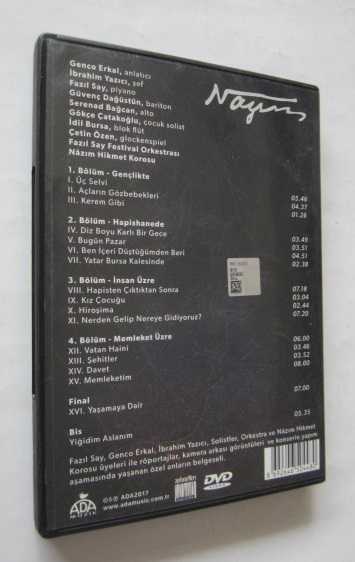 Nazım
Genco Erkal, anlatıcı
İbrahim Yazıcı, şef
Fazıl Say, piyano
Güvenç Dağüstün, bariton
Serenad Bağcan, alto
Gökçe Çatakoğlu, çocuk solist
İdil Bursa, blok flüt
Çetin Özen, glockenspiel
Fazıl Say Festival Orkestrası
Nâzım Hikmet Korosu
1. Bölüm - Gençlikte
I. Üç Selvi 05.46
II. Açların Gözbebekleri 04.37
III. Kerem Gibi 01.26
2. Bölüm - Hapishanede
IV. Diz Boyu Karlı Bir Gece 03.49
V. Bugün Pazar 03.51
VI. Ben İçeri Düştüğümden Beri 04.51
VII. Yatar Bursa Kalesinde 02.38
3. Bölüm - İnsan Üzre
VIII. Hapisten Çıktıktan Sonra 07.18
IX. Kız Çocuğu 03.04
X. Hiroşima 02.44
XI. Nerden Gelip Nereye Gidiyoruz? 07.20
4. Bölüm - Memleket Üzre
XII. Vatan Haini 06.00
XIII. Şehitler 03.46
XIV. Davet 03.52
XV. Memleketim 08.00
Final
XVI. Yaşamaya Dair 07.00
Bis
Yiğidim Aslanım 05.35
Fazıl Say, Genco Erkal, İbrahim Yazıcı, Solistler, Orkestra ve Nâzım Hikmet
Korosu üyeleri ile röportajlar, kamera arkası görüntüleri ve konserin yapım
aşamasında yaşanan özel anların belgeseli.
ADA
MÜZİK
©℗ ADA2017
www.adamusic.com.tr
DVD
VIDEO
8 692646 504480